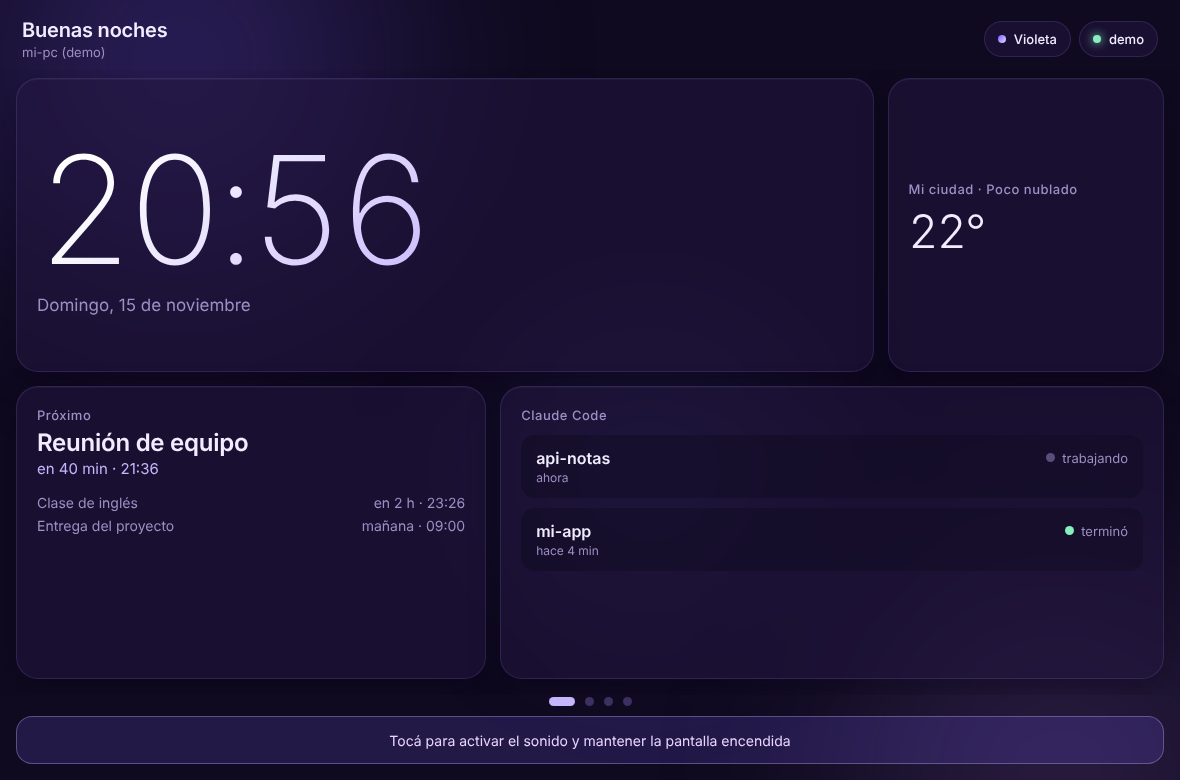 Buenas noches
mi-pc (demo)
Violeta
demo
20:56
Domingo, 15 de noviembre
Mi ciudad · Poco nublado
22°
Próximo
Reunión de equipo
en 40 min · 21:36
Clase de inglés en 2 h · 23:26
Entrega del proyecto mañana · 09:00
Claude Code
api-notas trabajando
ahora
mi-app terminó
hace 4 min
Tocá para activar el sonido y mantener la pantalla encendida